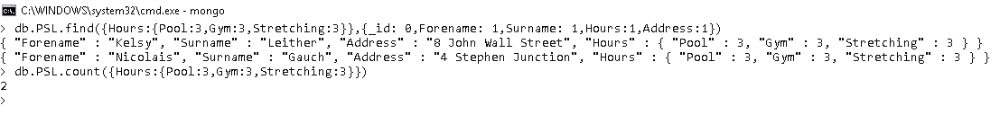 C:\WINDOWS\system32\cmd.exe - mongo
> db.PSL.find({Hours:{Pool:3,Gym:3,Stretching:3}},{_id: 0,Forename: 1,Surname: 1,Hours:1,Address:1})
{ "Forename" : "Kelsy", "Surname" : "Leither", "Address" : "8 John Wall Street", "Hours" : { "Pool" : 3, "Gym" : 3, "Stretching" : 3 } }
{ "Forename" : "Nicolais", "Surname" : "Gauch", "Address" : "4 Stephen Junction", "Hours" : { "Pool" : 3, "Gym" : 3, "Stretching" : 3 } }
> db.PSL.count({Hours:{Pool:3,Gym:3,Stretching:3}})
2
>